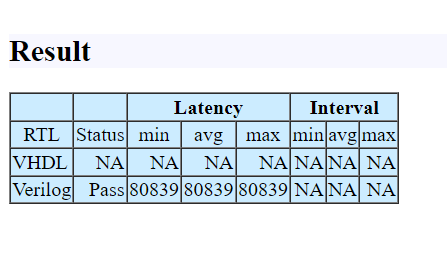 Result
Latency Interval
RTL Status min avg max min avg max
VHDL NA NA NA NA NA NA NA
Verilog Pass 80839 80839 80839 NA NA NA